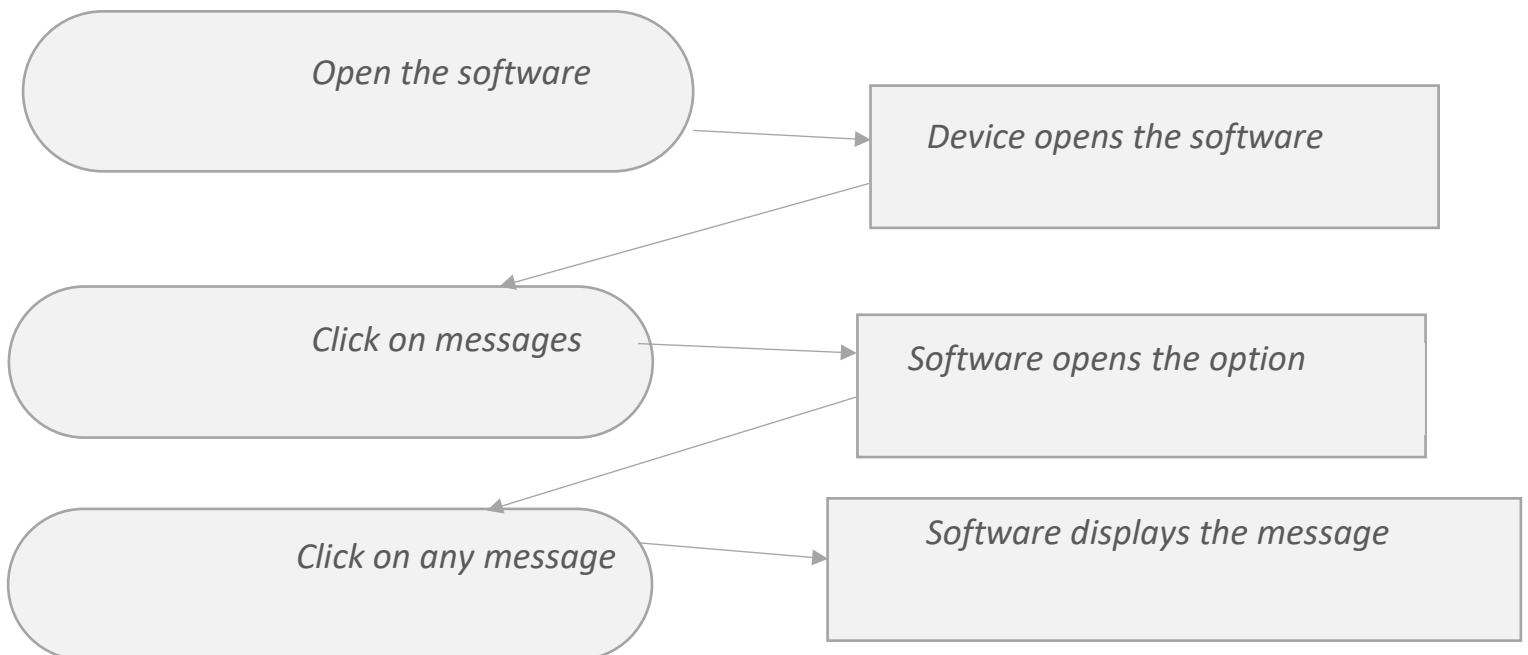 Open the software
Device opens the software
Click on messages
Software opens the option
Click on any message
Software displays the message